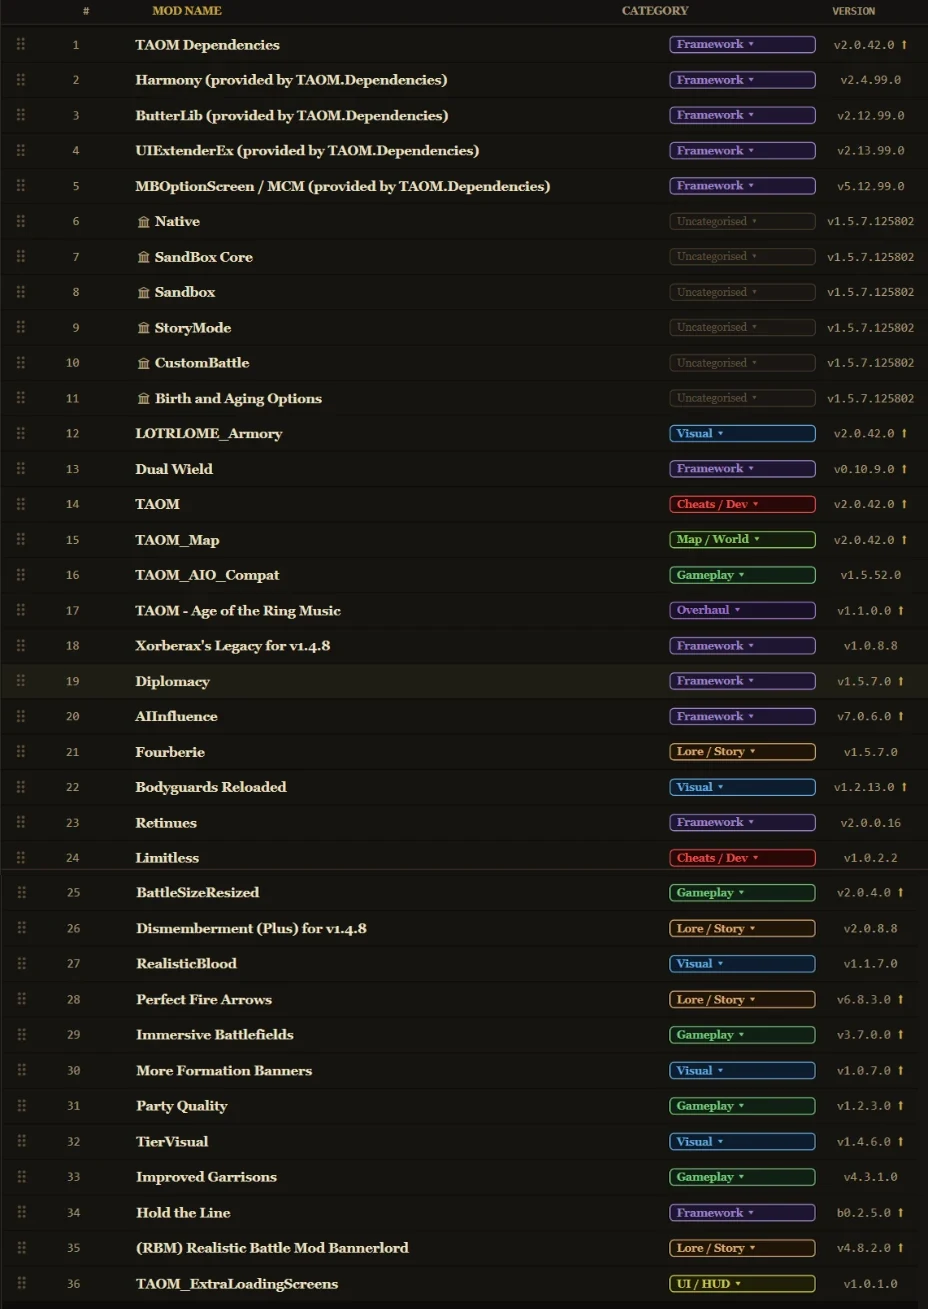 # MOD NAME CATEGORY VERSION
1 TAOM Dependencies Framework v2.0.42.0
2 Harmony (provided by TAOM.Dependencies) Framework v2.4.99.0
3 ButterLib (provided by TAOM.Dependencies) Framework v2.12.99.0
4 UIExtenderEx (provided by TAOM.Dependencies) Framework v2.13.99.0
5 MBOptionScreen / MCM (provided by TAOM.Dependencies) Framework v5.12.99.0
6 Native Uncategorised v1.5.7.125802
7 SandBox Core Uncategorised v1.5.7.125802
8 Sandbox Uncategorised v1.5.7.125802
9 StoryMode Uncategorised v1.5.7.125802
10 CustomBattle Uncategorised v1.5.7.125802
11 Birth and Aging Options Uncategorised v1.5.7.125802
12 LOTRLOME_Armory Visual v2.0.42.0
13 Dual Wield Framework v0.10.9.0
14 TAOM Cheats / Dev v2.0.42.0
15 TAOM_Map Map / World v2.0.42.0
16 TAOM_AIO_Compat Gameplay v1.5.52.0
17 TAOM - Age of the Ring Music Overhaul v1.1.0.0
18 Xorberax's Legacy for v1.4.8 Framework v1.0.8.8
19 Diplomacy Framework v1.5.7.0
20 AIInfluence Framework v7.0.6.0
21 Fourberie Lore / Story v1.5.7.0
22 Bodyguards Reloaded Visual v1.2.13.0
23 Retinues Framework v2.0.0.16
24 Limitless Cheats / Dev v1.0.2.2
25 BattleSizeResized Gameplay v2.0.4.0
26 Dismemberment (Plus) for v1.4.8 Lore / Story v2.0.8.8
27 RealisticBlood Visual v1.1.7.0
28 Perfect Fire Arrows Lore / Story v6.8.3.0
29 Immersive Battlefields Gameplay v3.7.0.0
30 More Formation Banners Visual v1.0.7.0
31 Party Quality Gameplay v1.2.3.0
32 TierVisual Visual v1.4.6.0
33 Improved Garrisons Gameplay v4.3.1.0
34 Hold the Line Framework b0.2.5.0
35 (RBM) Realistic Battle Mod Bannerlord Lore / Story v4.8.2.0
36 TAOM_ExtraLoadingScreens UI / HUD v1.0.1.0